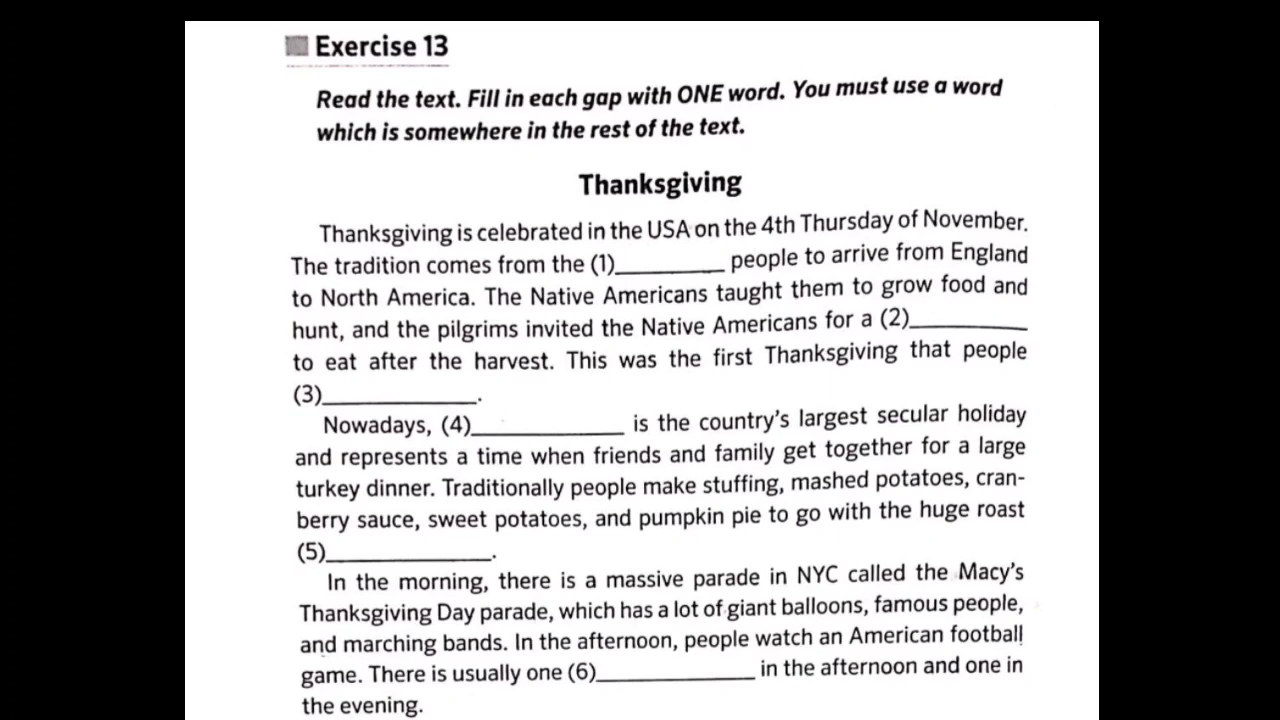 Exercise 13
Read the text. Fill in each gap with ONE word. You must use a word
which is somewhere in the rest of the text.
Thanksgiving
Thanksgiving is celebrated in the USA on the 4th Thursday of November.
The tradition comes from the (1)_________ people to arrive from England
to North America. The Native Americans taught them to grow food and
hunt, and the pilgrims invited the Native Americans for a (2)_________
to eat after the harvest. This was the first Thanksgiving that people
(3)_____________.
Nowadays, (4)_____________ is the country's largest secular holiday
and represents a time when friends and family get together for a large
turkey dinner. Traditionally people make stuffing, mashed potatoes, cran-
berry sauce, sweet potatoes, and pumpkin pie to go with the huge roast
(5)_____________.
In the morning, there is a massive parade in NYC called the Macy's
Thanksgiving Day parade, which has a lot of giant balloons, famous people,
and marching bands. In the afternoon, people watch an American football
game. There is usually one (6)_____________ in the afternoon and one in
the evening.